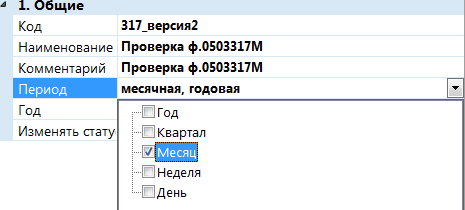 1. Общие
Код 317_версия2
Наименование Проверка ф.0503317М
Комментарий Проверка ф.0503317М
Период месячная, годовая
Год
Изменять стату
Год
Квартал
Месяц
Неделя
День